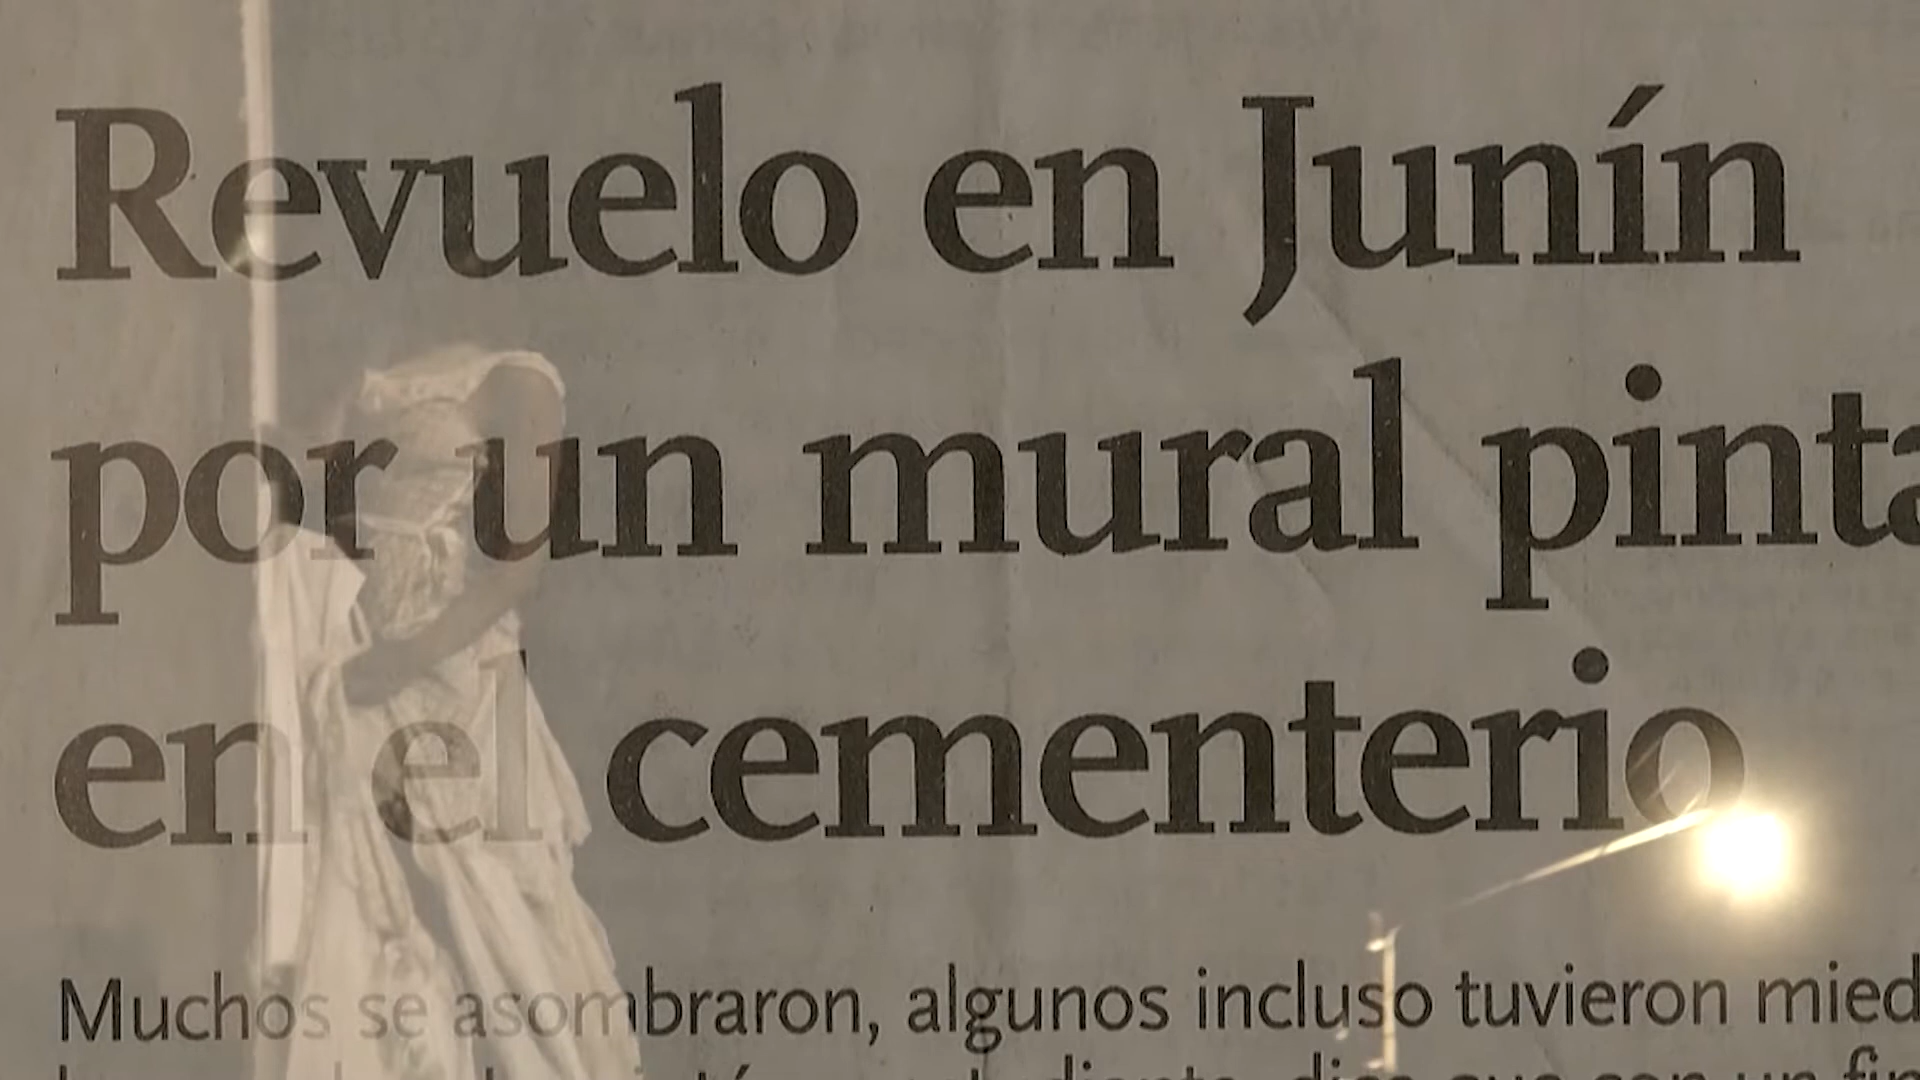 Revuelo en Junín
por un mural pinta
en el cementerio
Muchos se asombraron, algunos incluso tuvieron mied